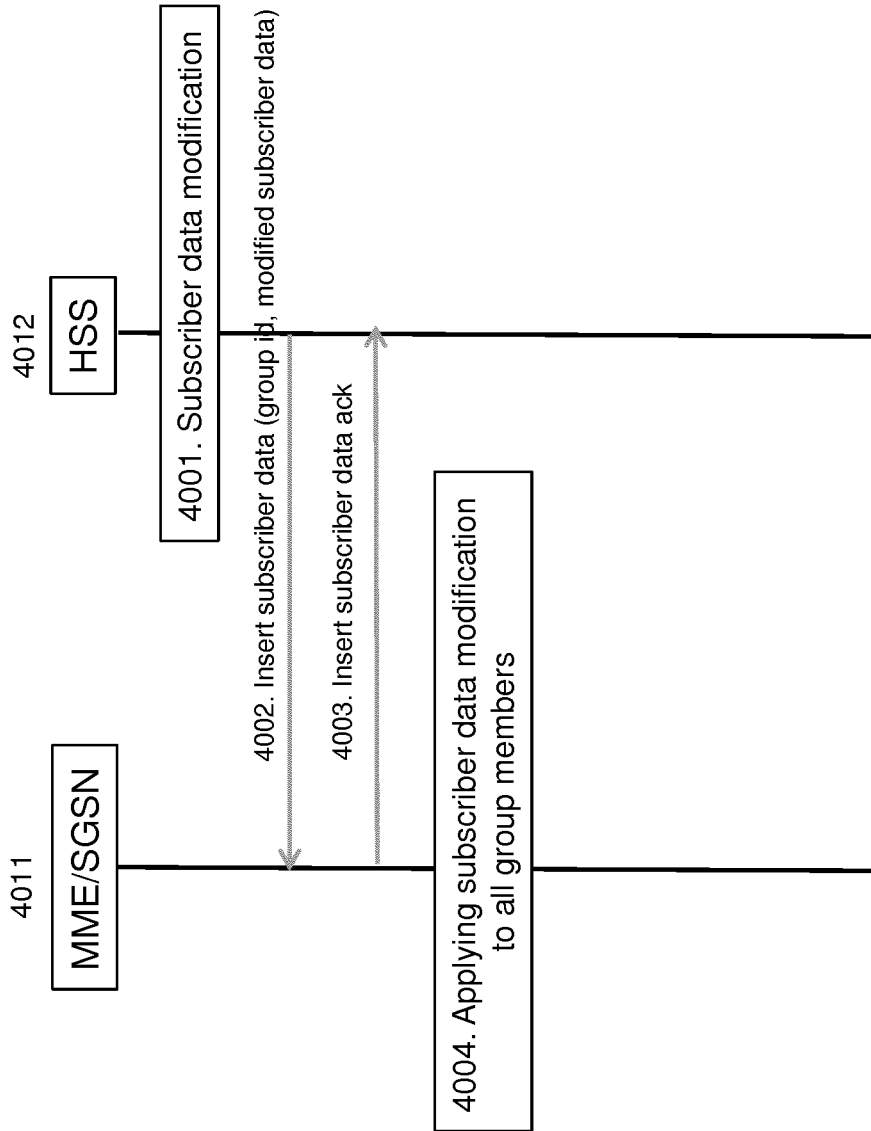 4011
MME/SGSN
4012
HSS
4001. Subscriber data modification
4002. Insert subscriber data (group id, modified subscriber data)
4003. Insert subscriber data ack
4004. Applying subscriber data modification
to all group members